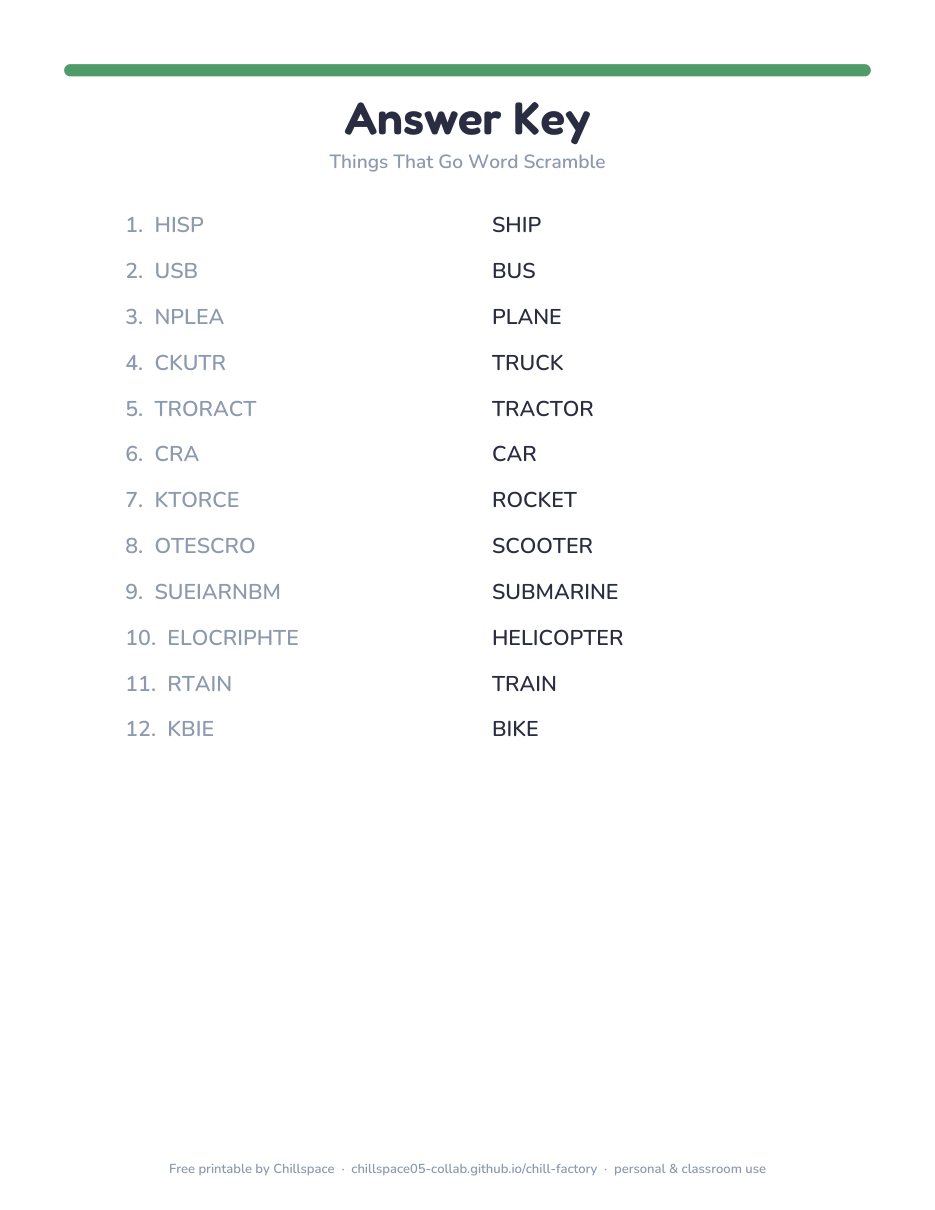 Answer Key
Things That Go Word Scramble
1. HISP SHIP
2. USB BUS
3. NPLEA PLANE
4. CKUTR TRUCK
5. TRORACT TRACTOR
6. CRA CAR
7. KTORCE ROCKET
8. OTESCRO SCOOTER
9. SUEIARNBM SUBMARINE
10. ELOCRIPHTE HELICOPTER
11. RTAIN TRAIN
12. KBIE BIKE
Free printable by Chillspace · chillspace05-collab.github.io/chill-factory · personal & classroom use